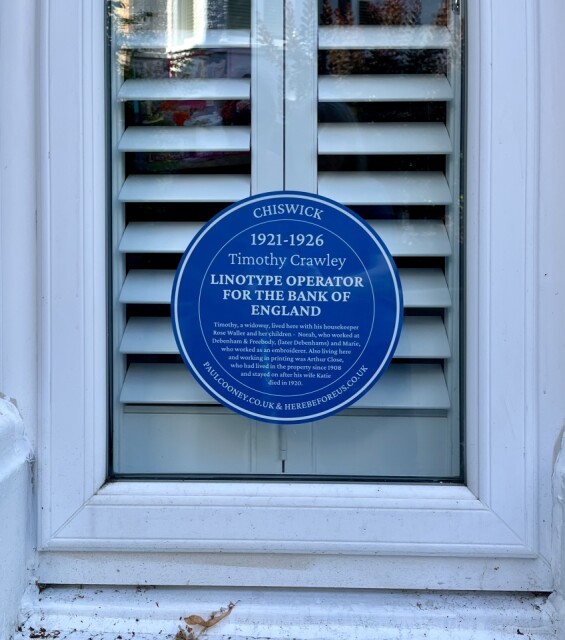 CHISWICK
1921-1926
Timothy Crawley
LINOTYPE OPERATOR
FOR THE BANK OF
ENGLAND
Timothy, a widower, lived here with his housekeeper
Rose Waller and her children - Norah, who worked at
Debenham & Freebody, (later Debenhams) and Marie,
who worked as an embroiderer. Also living here
and working in printing was Arthur Close,
who had lived in the property since 1908
and stayed on after his wife Katie
died in 1920.
PAULCOONEY.CO.UK & HEREBEFOREUS.CO.UK